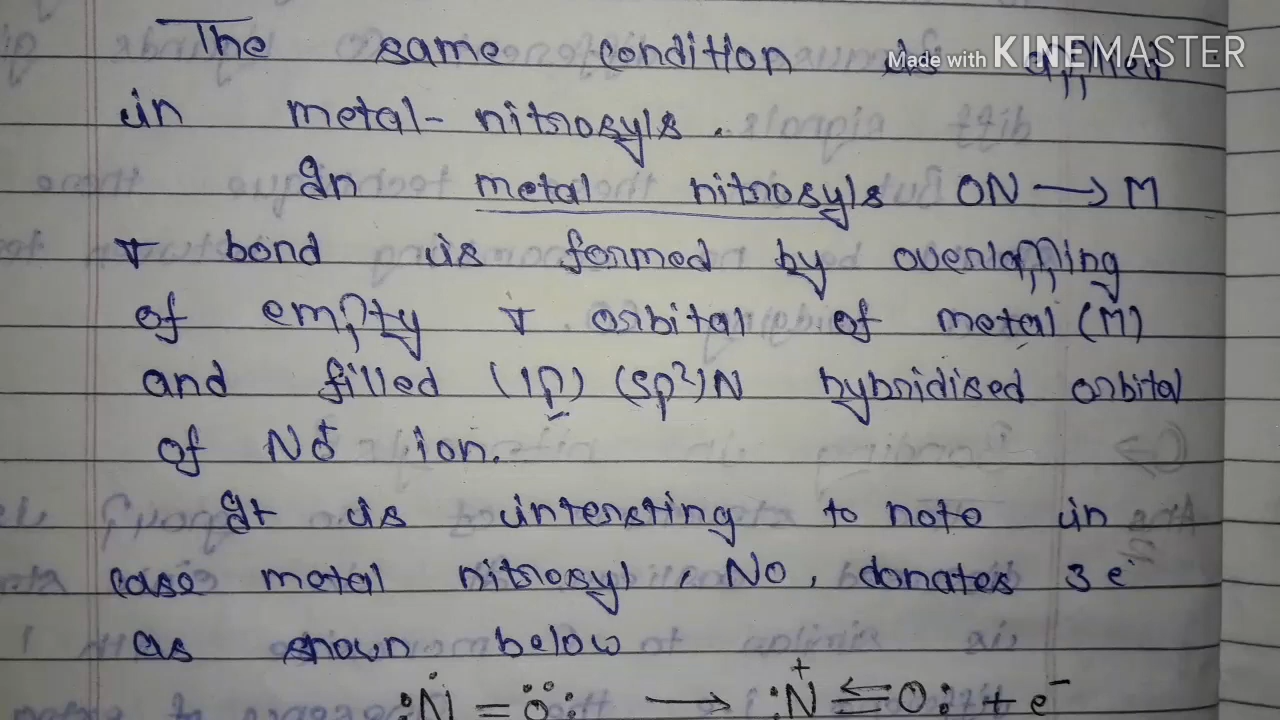 The same condition is applied
Made with KINEMASTER
in metal-nitrosyls.
In metal nitrosyls ON → M
σ bond is formed by overlapping
of empty σ orbital of metal (M)
and filled (lp) (sp²)N hybridised orbital
of NO⁺ ion.
It is intersting to note in
case metal nitrosyl, No, donates 3 e⁻
as shown below
:Ṅ = Ö: → :N⁺ ≡ O: + e⁻